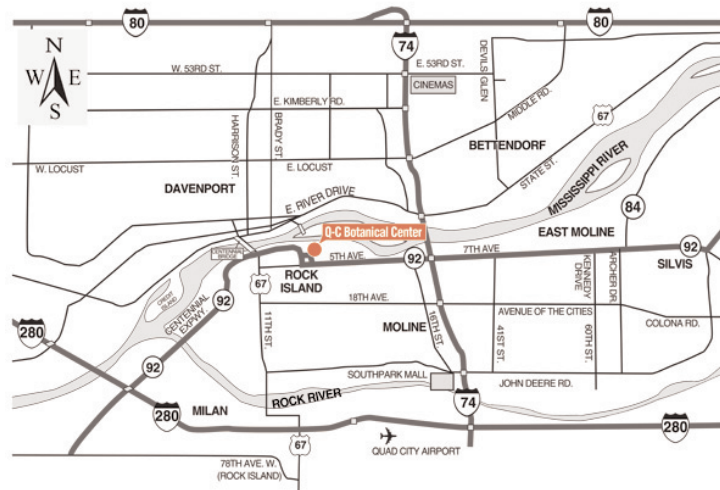 80
80
N
W E
S
74
W. 53RD ST.
E. 53RD ST.
CINEMAS
DEVILS GLEN
MIDDLE RD.
E. KIMBERLY RD.
67
HARRISON ST.
BRADY ST.
BETTENDORF
W. LOCUST
E. LOCUST
STATE ST.
MISSISSIPPI RIVER
DAVENPORT
E. RIVER DRIVE
84
Q-C Botanical Center
EAST MOLINE
CENTENNIAL
BRIDGE
5TH AVE.
92
7TH AVE
92
ROCK
ISLAND
67
KENNEDY
DRIVE
ARCHER DR.
SILVIS
CREDIT
ISLAND
92
CENTENNIAL
EXPWY.
18TH AVE.
AVENUE OF THE CITIES
11TH ST.
MOLINE
16TH ST.
41ST ST.
60TH ST.
COLONA RD.
280
92
SOUTHPARK MALL
JOHN DEERE RD.
ROCK RIVER
74
280
MILAN
280
67
QUAD CITY AIRPORT
78TH AVE. W.
(ROCK ISLAND)